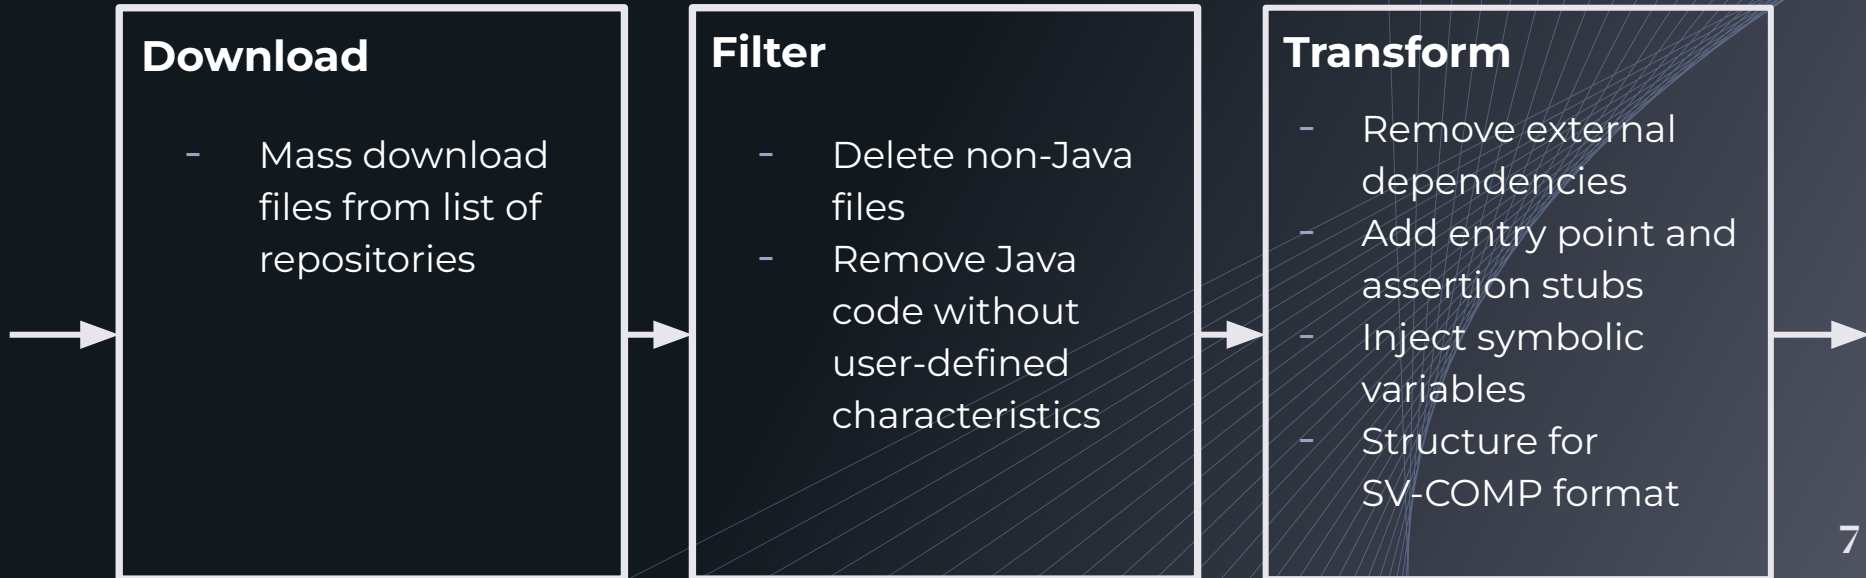 Download
- Mass download
files from list of
repositories
Filter
- Delete non-Java
files
- Remove Java
code without
user-defined
characteristics
Transform
- Remove external
dependencies
- Add entry point and
assertion stubs
- Inject symbolic
variables
- Structure for
SV-COMP format
7